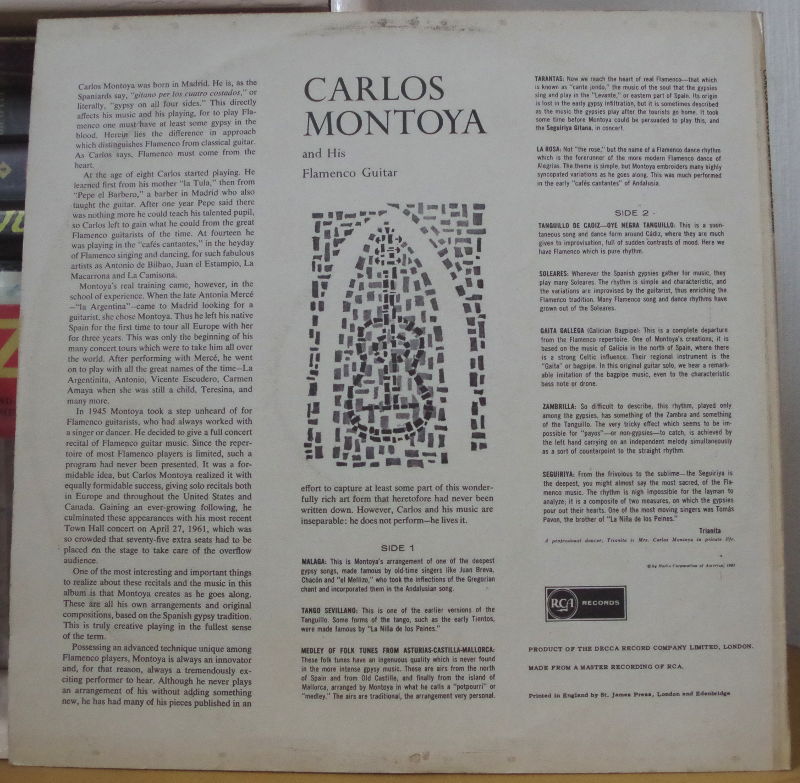 Carlos Montoya was born in Madrid. He is, as the
Spaniards say, "gitano per los cuatro costados," or
literally, "gypsy on all four sides." This directly
affects his music and his playing, for to play Fla-
menco one must have at least some gypsy in the
blood. Herein lies the difference in approach
which distinguishes Flamenco from classical guitar.
As Carlos says, Flamenco must come from the
heart.
At the age of eight Carlos started playing. He
learned first from his mother "la Tula," then from
"Pepe el Barbero," a barber in Madrid who also
taught the guitar. After one year Pepe said there
was nothing more he could teach his talented pupil,
so Carlos left to gain what he could from the great
Flamenco guitarists of the time. At fourteen he
was playing in the "cafés cantantes," in the heyday
of Flamenco singing and dancing, for such fabulous
artists as Antonio de Bilbao, Juan el Estampio, La
Macarrona and La Camisona.
Montoya's real training came, however, in the
school of experience. When the late Antonia Mercé
—"la Argentina"—came to Madrid looking for a
guitarist, she chose Montoya. Thus he left his native
Spain for the first time to tour all Europe with her
for three years. This was only the beginning of his
many concert tours which were to take him all over
the world. After performing with Mercé, he went
on to play with all the great names of the time—La
Argentinita, Antonio, Vicente Escudero, Carmen
Amaya when she was still a child, Teresina, and
many more.
In 1945 Montoya took a step unheard of for
Flamenco guitarists, who had always worked with
a singer or dancer. He decided to give a full concert
recital of Flamenco guitar music. Since the reper-
toire of most Flamenco players is limited, such a
program had never been presented. It was a for-
midable idea, but Carlos Montoya realized it with
equally formidable success, giving solo recitals both
in Europe and throughout the United States and
Canada. Gaining an ever-growing following, he
culminated these appearances with his most recent
Town Hall concert on April 27, 1961, which was
so crowded that seventy-five extra seats had to be
placed on the stage to take care of the overflow
audience.
One of the most interesting and important things
to realize about these recitals and the music in this
album is that Montoya creates as he goes along.
These are all his own arrangements and original
compositions, based on the Spanish gypsy tradition.
This is truly creative playing in the fullest sense
of the term.
Possessing an advanced technique unique among
Flamenco players, Montoya is always an innovator
and, for that reason, always a tremendously ex-
citing performer to hear. Although he never plays
an arrangement of his without adding something
new, he has had many of his pieces published in an
CARLOS
MONTOYA
and His
Flamenco Guitar
effort to capture at least some part of this wonder-
fully rich art form that heretofore had never been
written down. However, Carlos and his music are
inseparable: he does not perform—he lives it.
SIDE 1
MALAGA: This is Montoya's arrangement of one of the deepest
gypsy songs, made famous by old-time singers like Juan Breva,
Chacón and "el Mellizo," who took the inflections of the Gregorian
chant and incorporated them in the Andalusian song.
TANGO SEVILLANO: This is one of the earlier versions of the
Tanguillo. Some forms of the tango, such as the early Tientos,
were made famous by "La Niña de los Peines."
MEDLEY OF FOLK TUNES FROM ASTURIAS-CASTILLA-MALLORCA:
These folk tunes have an ingenuous quality which is never found
in the more intense gypsy music. These are airs from the north
of Spain and from Old Castille, and finally from the island of
Mallorca, arranged by Montoya in what he calls a "potpourri" or
"medley." The airs are traditional, the arrangement very personal.
TARANTAS: Now we reach the heart of real Flamenco—that which
is known as "cante jondo," the music of the soul that the gypsies
sing and play in the "Levante," or eastern part of Spain. Its origin
is lost in the early gypsy infiltration, but it is sometimes described
as the music the gypsies play after the tourists go home. It took
some time before Montoya could be persuaded to play this, and
the Seguiriya Gitana, in concert.
LA ROSA: Not "the rose," but the name of a Flamenco dance rhythm
which is the forerunner of the more modern Flamenco dance of
Alegrias. The theme is simple, but Montoya embroiders many highly
syncopated variations as he goes along. This was much performed
in the early "cafés cantantes" of Andalusia.
SIDE 2
TANGUILLO DE CADIZ—OYÉ NEGRA TANGUILLO: This is a spon-
taneous song and dance form around Cádiz, where they are much
given to improvisation, full of sudden contrasts of mood. Here we
have Flamenco which is pure rhythm.
SOLEARES: Whenever the Spanish gypsies gather for music, they
play many Soleares. The rhythm is simple and characteristic, and
the variations are improvised by the guitarist, thus enriching the
Flamenco tradition. Many Flamenco song and dance rhythms have
grown out of the Soleares.
GAITA GALLEGA (Galician Bagpipe): This is a complete departure
from the Flamenco repertoire. One of Montoya's creations, it is
based on the music of Galicia in the north of Spain, where there
is a strong Celtic influence. Their regional instrument is the
"Gaita" or bagpipe. In this original guitar solo, we hear a remark-
able imitation of the bagpipe music, even to the characteristic
bass note or drone.
ZAMBRILLA: So difficult to describe, this rhythm, played only
among the gypsies, has something of the Zambra and something
of the Tanguillo. The very tricky effect which seems to be im-
possible for "payos"—or non-gypsies—to catch, is achieved by
the left hand carrying on an independent melody simultaneously
as a sort of counterpoint to the straight rhythm.
SEGUIRIYA: From the frivolous to the sublime—the Seguiriya is
the deepest, you might almost say the most sacred, of the Fla-
menco music. The rhythm is nigh impossible for the layman to
analyze; it is a composite of two measures, on which the gypsies
pour out their hearts. One of the most moving singers was Tomás
Pavon, the brother of "La Niña de los Peines."
Trianita
A professional dancer, Trianita is Mrs. Carlos Montoya in private life.
© by Radio Corporation of America, 1961
RCA RECORDS
PRODUCT OF THE DECCA RECORD COMPANY LIMITED, LONDON.
MADE FROM A MASTER RECORDING OF RCA.
Printed in England by St. James Press, London and Edenbridge